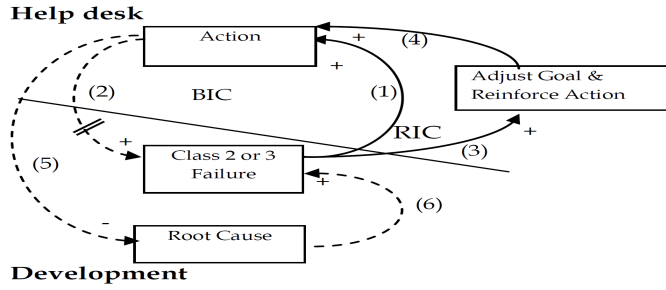 Help desk
Action
+
(4)
+
Adjust Goal &
Reinforce Action
(2)
BIC
(1)
+
RIC
+
(3)
Class 2 or 3
Failure
(5)
+
(6)
-
Root Cause
Development